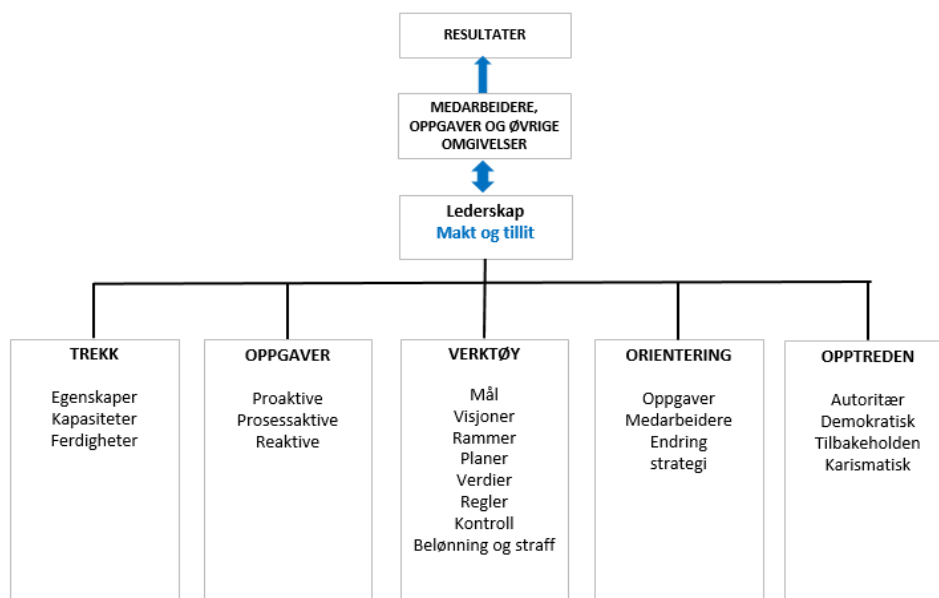 RESULTATER
MEDARBEIDERE,
OPPGAVER OG ØVRIGE
OMGIVELSER
Lederskap
Makt og tillit
TREKK
Egenskaper
Kapasiteter
Ferdigheter
OPPGAVER
Proaktive
Prosessaktive
Reaktive
VERKTØY
Mål
Visjoner
Rammer
Planer
Verdier
Regler
Kontroll
Belønning og straff
ORIENTERING
Oppgaver
Medarbeidere
Endring
strategi
OPPTREDEN
Autoritær
Demokratisk
Tilbakeholden
Karismatisk